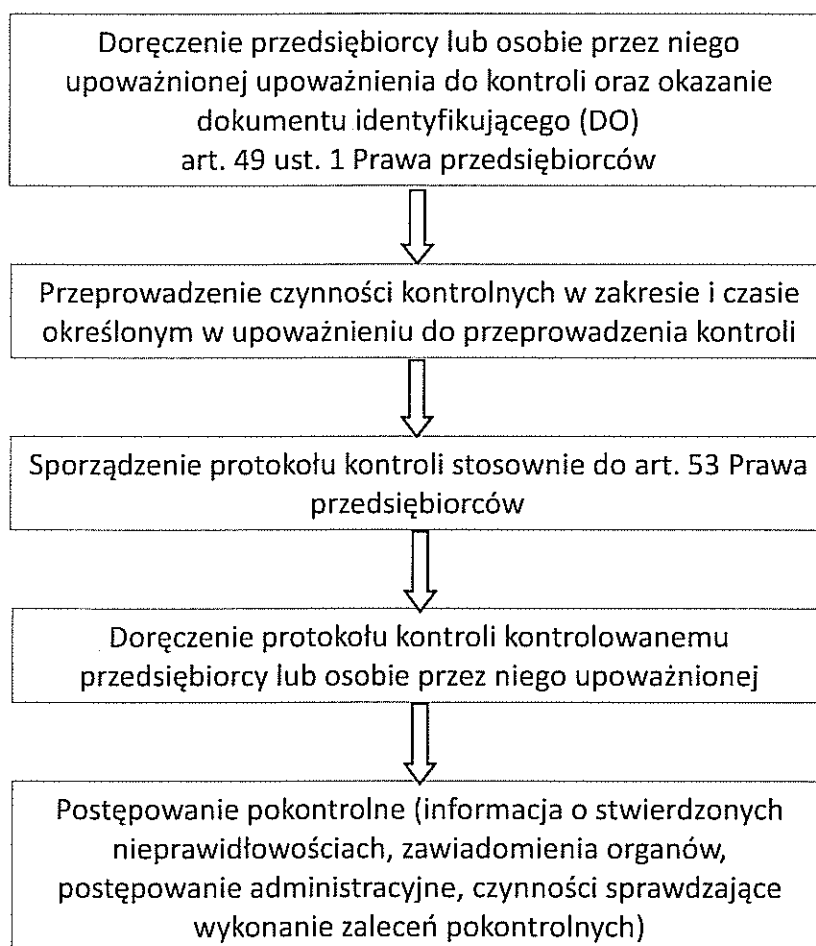 Doręczenie przedsiębiorcy lub osobie przez niego
upoważnionej upoważnienia do kontroli oraz okazanie
dokumentu identyfikującego (DO)
art. 49 ust. 1 Prawa przedsiębiorców
Przeprowadzenie czynności kontrolnych w zakresie i czasie
określonym w upoważnieniu do przeprowadzenia kontroli
Sporządzenie protokołu kontroli stosownie do art. 53 Prawa
przedsiębiorców
Doręczenie protokołu kontroli kontrolowanemu
przedsiębiorcy lub osobie przez niego upoważnionej
Postępowanie pokontrolne (informacja o stwierdzonych
nieprawidłowościach, zawiadomienia organów,
postępowanie administracyjne, czynności sprawdzające
wykonanie zaleceń pokontrolnych)